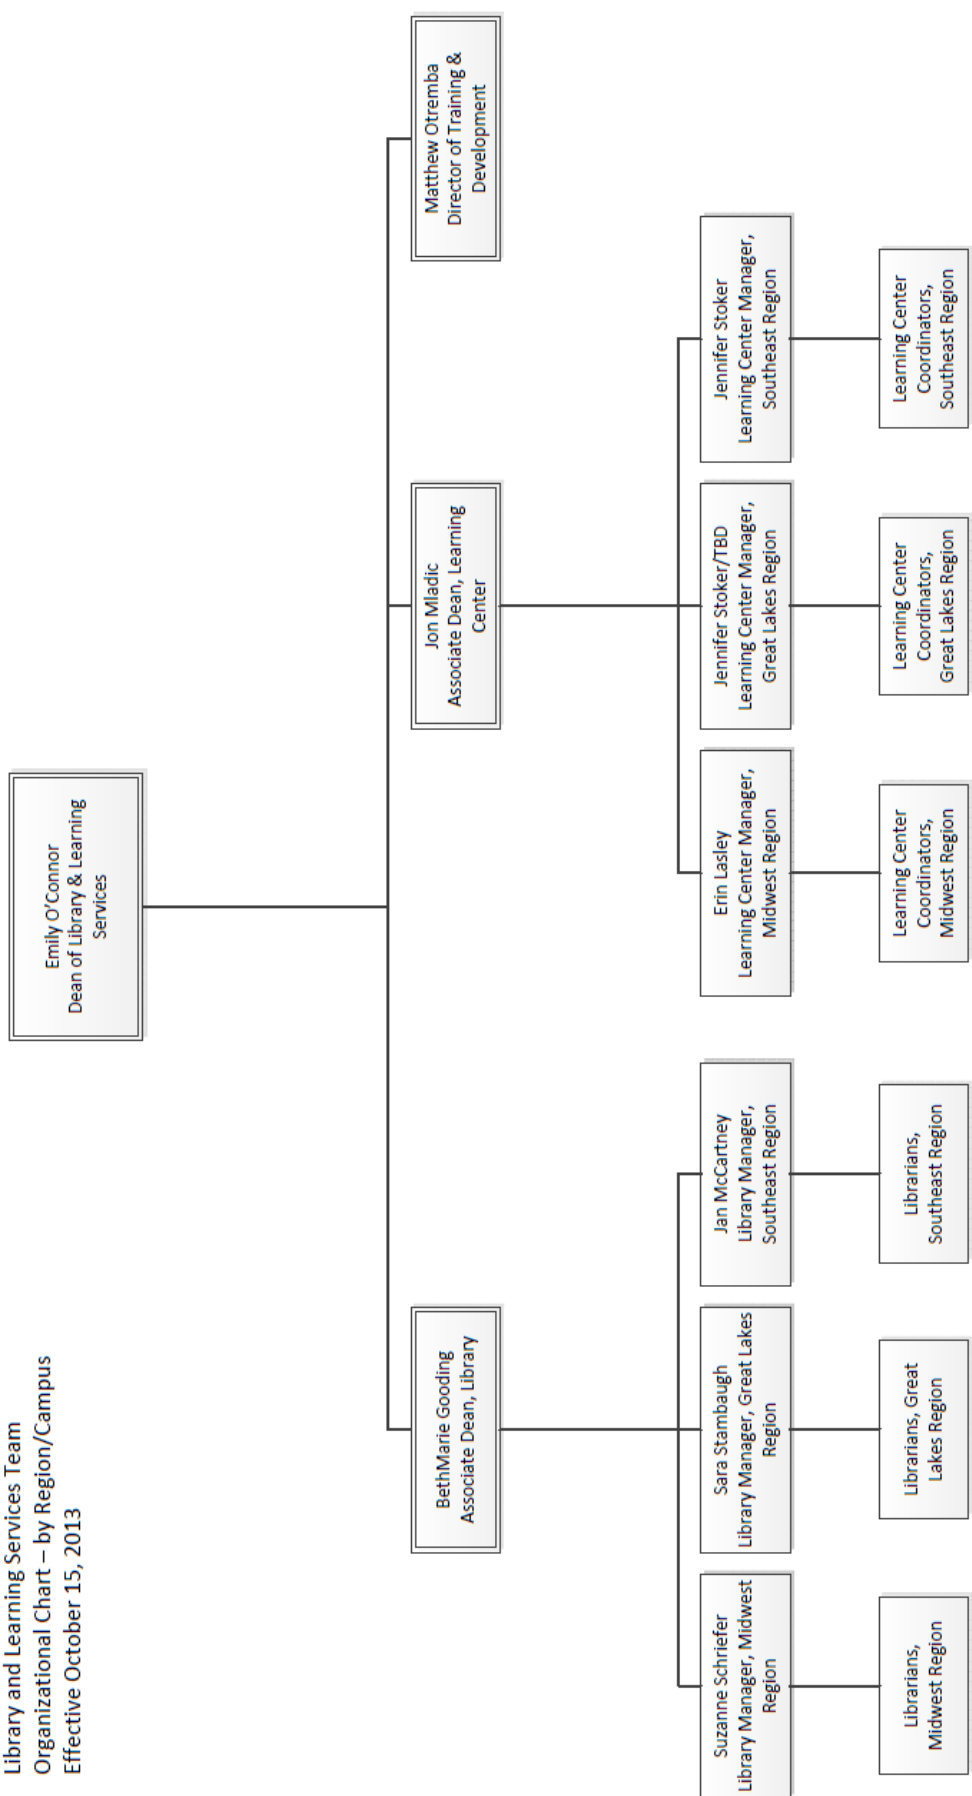 Library and Learning Services Team
Organizational Chart – by Region/Campus
Effective October 15, 2013
Emily O'Connor
Dean of Library & Learning
Services
BethMarie Gooding
Associate Dean, Library
Jon Mladic
Associate Dean, Learning
Center
Matthew Otremba
Director of Training &
Development
Suzanne Schriefer
Library Manager, Midwest
Region
Sara Stambaugh
Library Manager, Great Lakes
Region
Jan McCartney
Library Manager,
Southeast Region
Erin Lasley
Learning Center Manager,
Midwest Region
Jennifer Stoker/TBD
Learning Center Manager,
Great Lakes Region
Jennifer Stoker
Learning Center Manager,
Southeast Region
Librarians,
Midwest Region
Librarians, Great
Lakes Region
Librarians,
Southeast Region
Learning Center
Coordinators,
Midwest Region
Learning Center
Coordinators,
Great Lakes Region
Learning Center
Coordinators,
Southeast Region